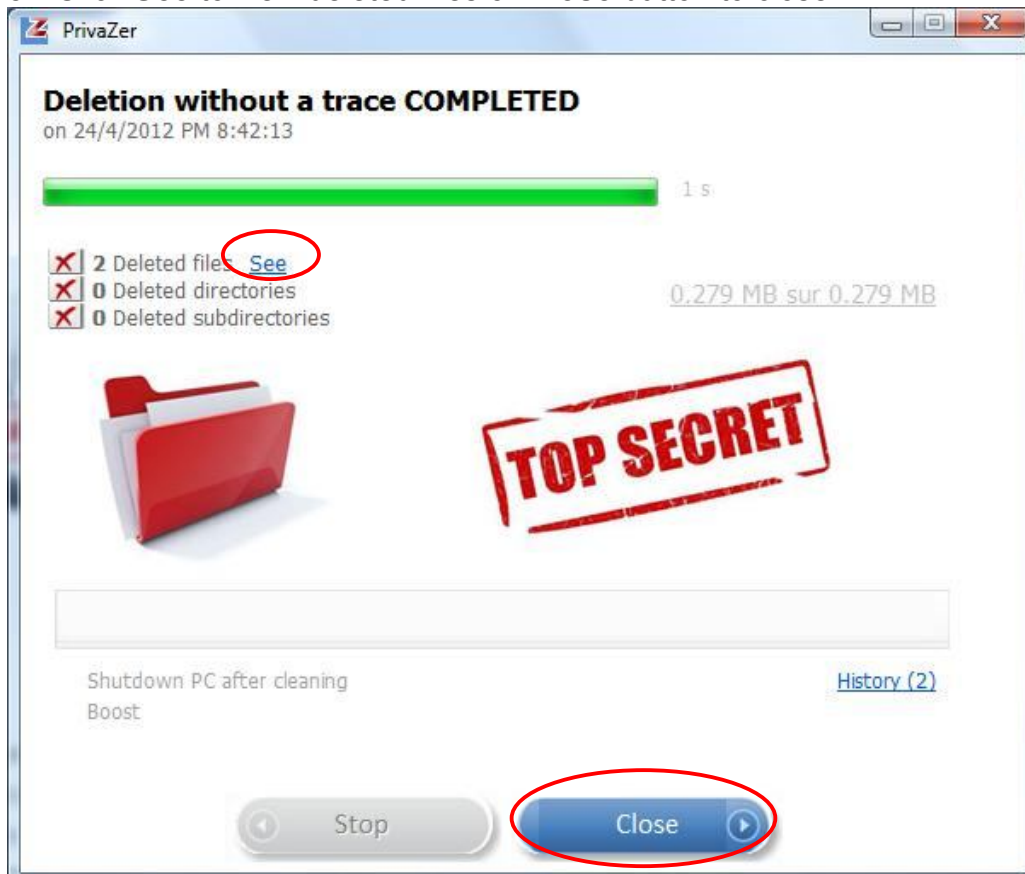 PrivaZer
Deletion without a trace COMPLETED
on 24/4/2012 PM 8:42:13
1 s
2 Deleted files See
0 Deleted directories
0 Deleted subdirectories
0.279 MB sur 0.279 MB
TOP SECRET
Shutdown PC after cleaning
History (2)
Boost
Stop
Close